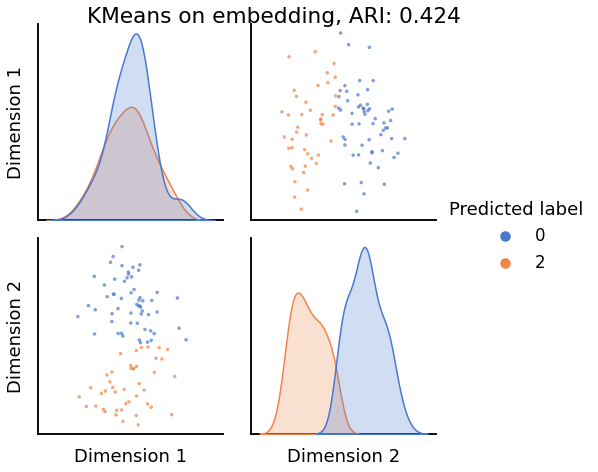 KMeans on embedding, ARI: 0.424
Dimension 1
Predicted label
0
2
Dimension 2
Dimension 1
Dimension 2